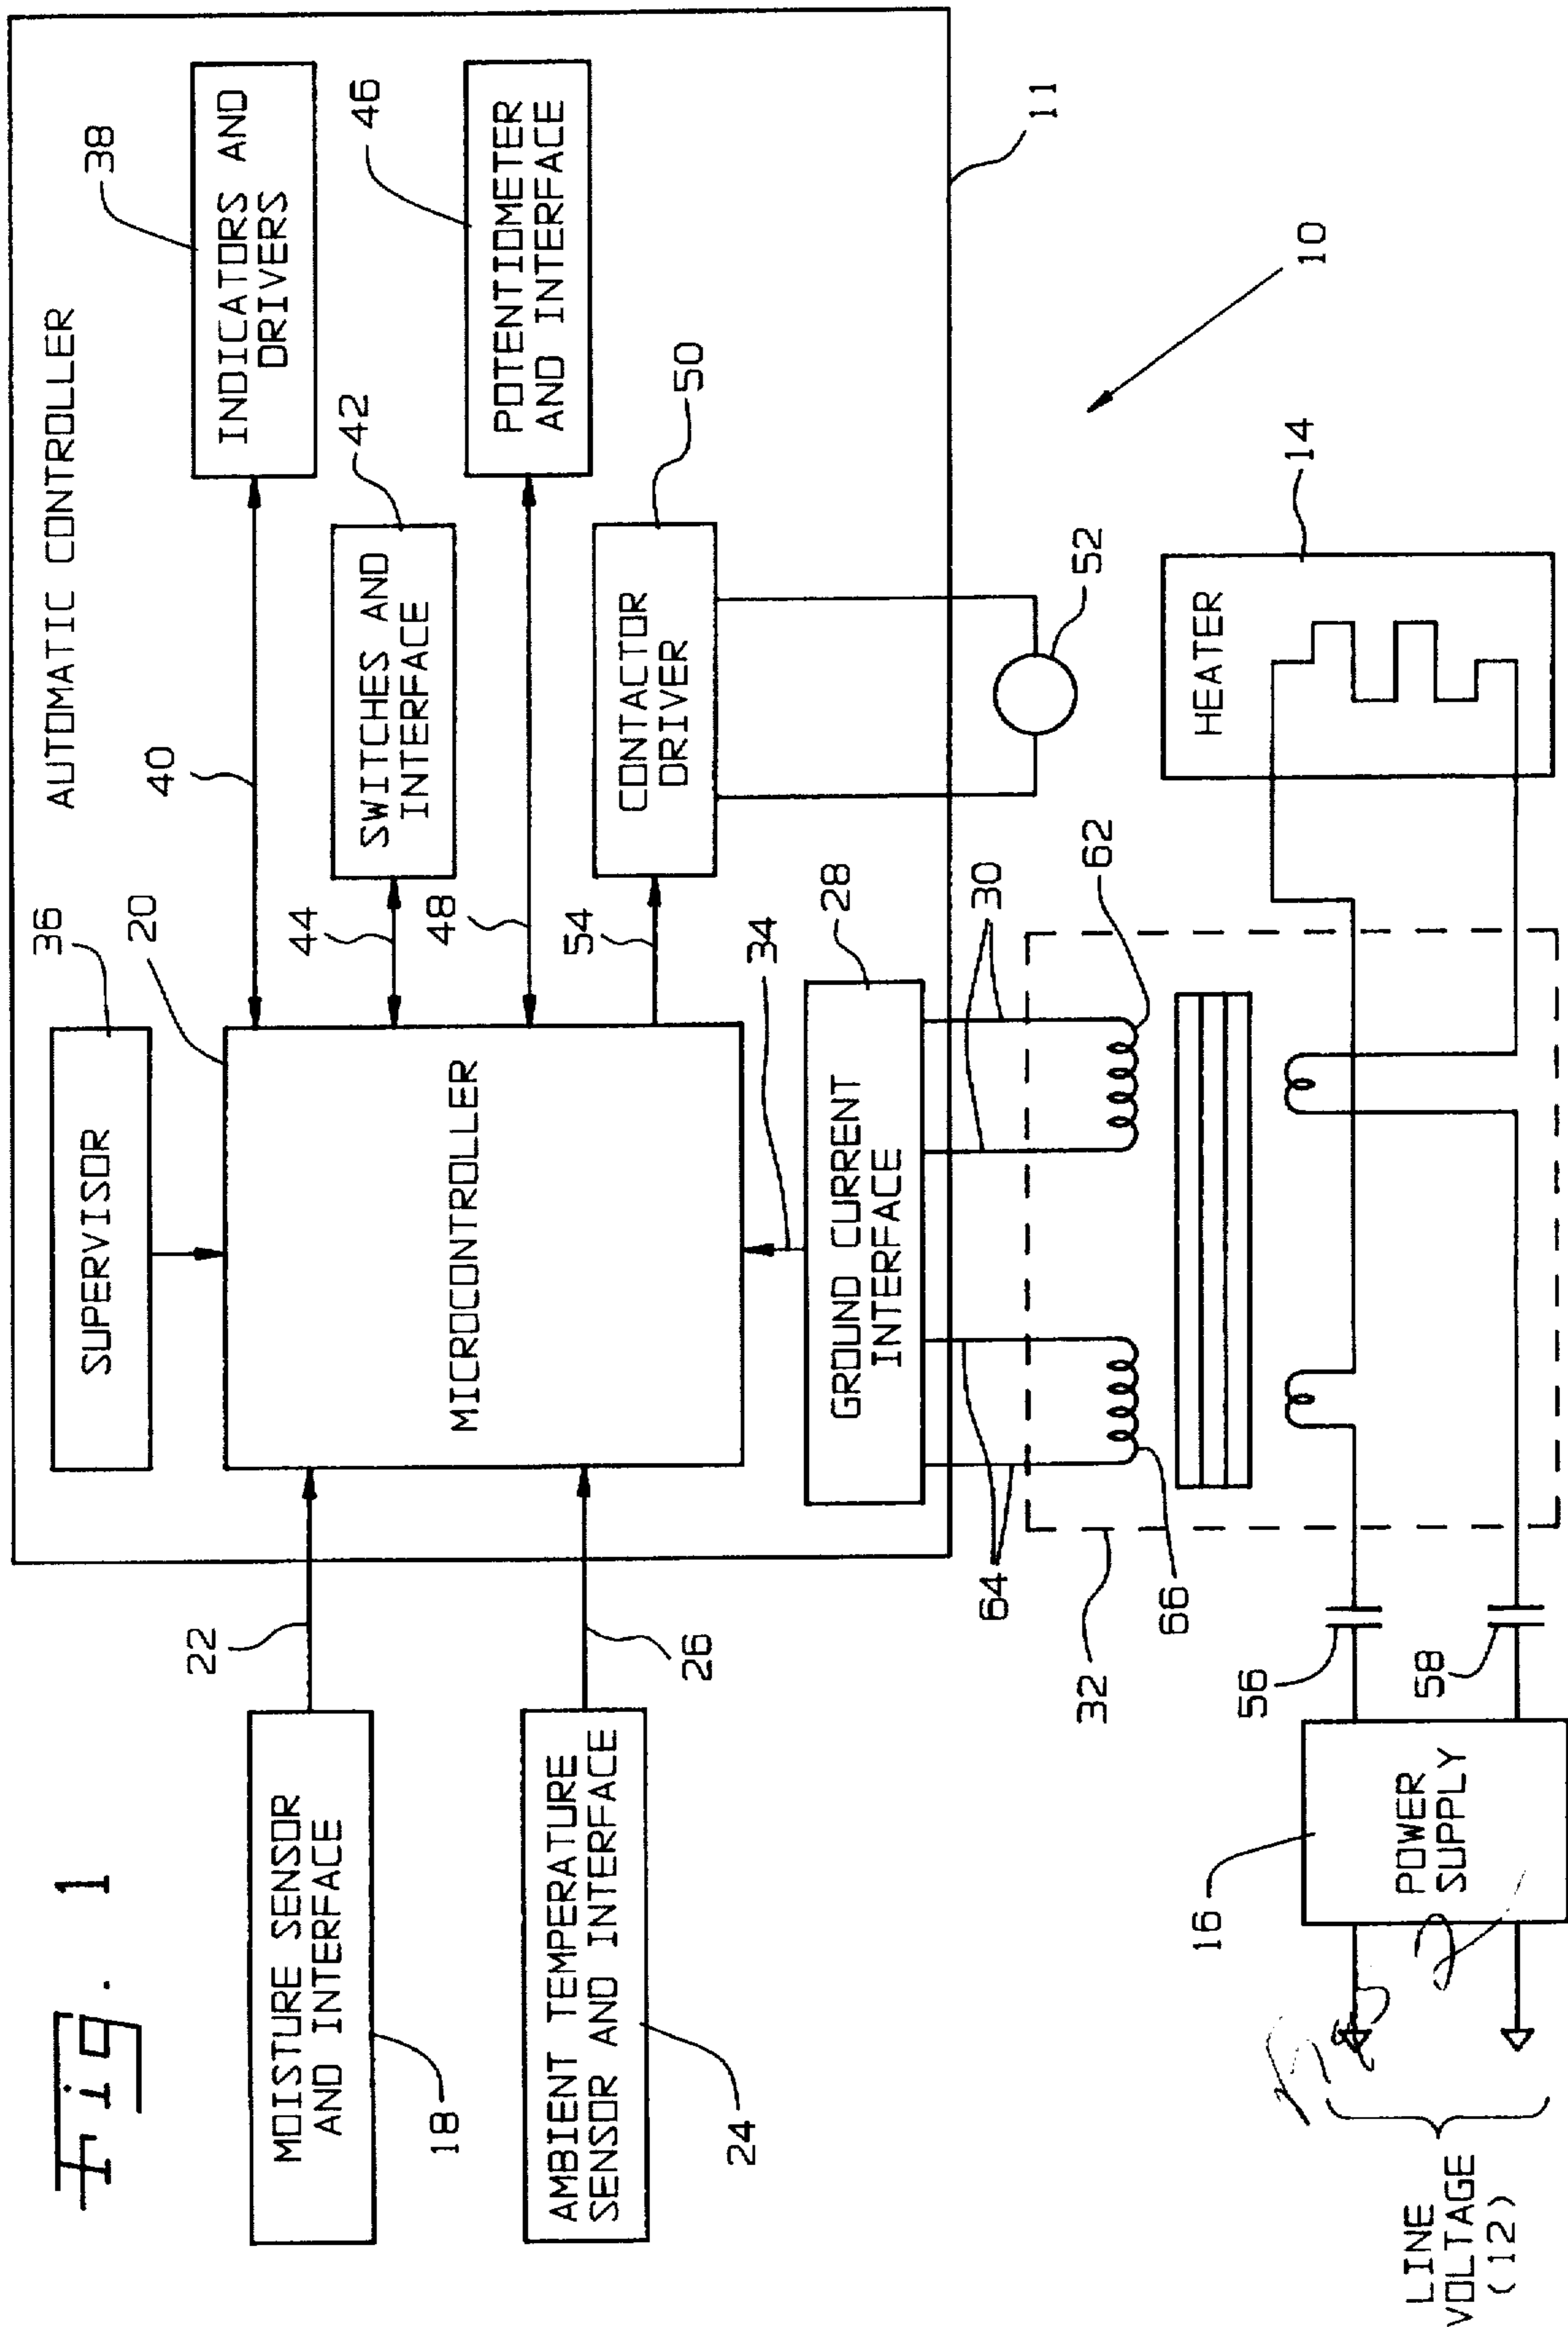 Fig. 1
AUTOMATIC CONTROLLER
MOISTURE SENSOR
AND INTERFACE
18
22
AMBIENT TEMPERATURE
SENSOR AND INTERFACE
24
26
SUPERVISOR
36
MICROCONTROLLER
20
40
INDICATORS AND
DRIVERS
38
44
SWITCHES AND
INTERFACE
42
48
POTENTIOMETER
AND INTERFACE
46
54
CONTACTOR
DRIVER
50
52
34
GROUND CURRENT
INTERFACE
28
11
10
30
62
64
66
32
HEATER
14
56
58
POWER
SUPPLY
16
LINE
VOLTAGE
(12)